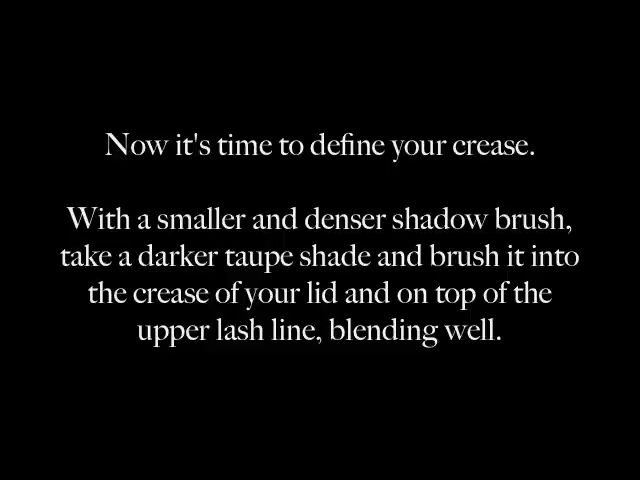 Now it's time to define your crease.
With a smaller and denser shadow brush,
take a darker taupe shade and brush it into
the crease of your lid and on top of the
upper lash line, blending well.